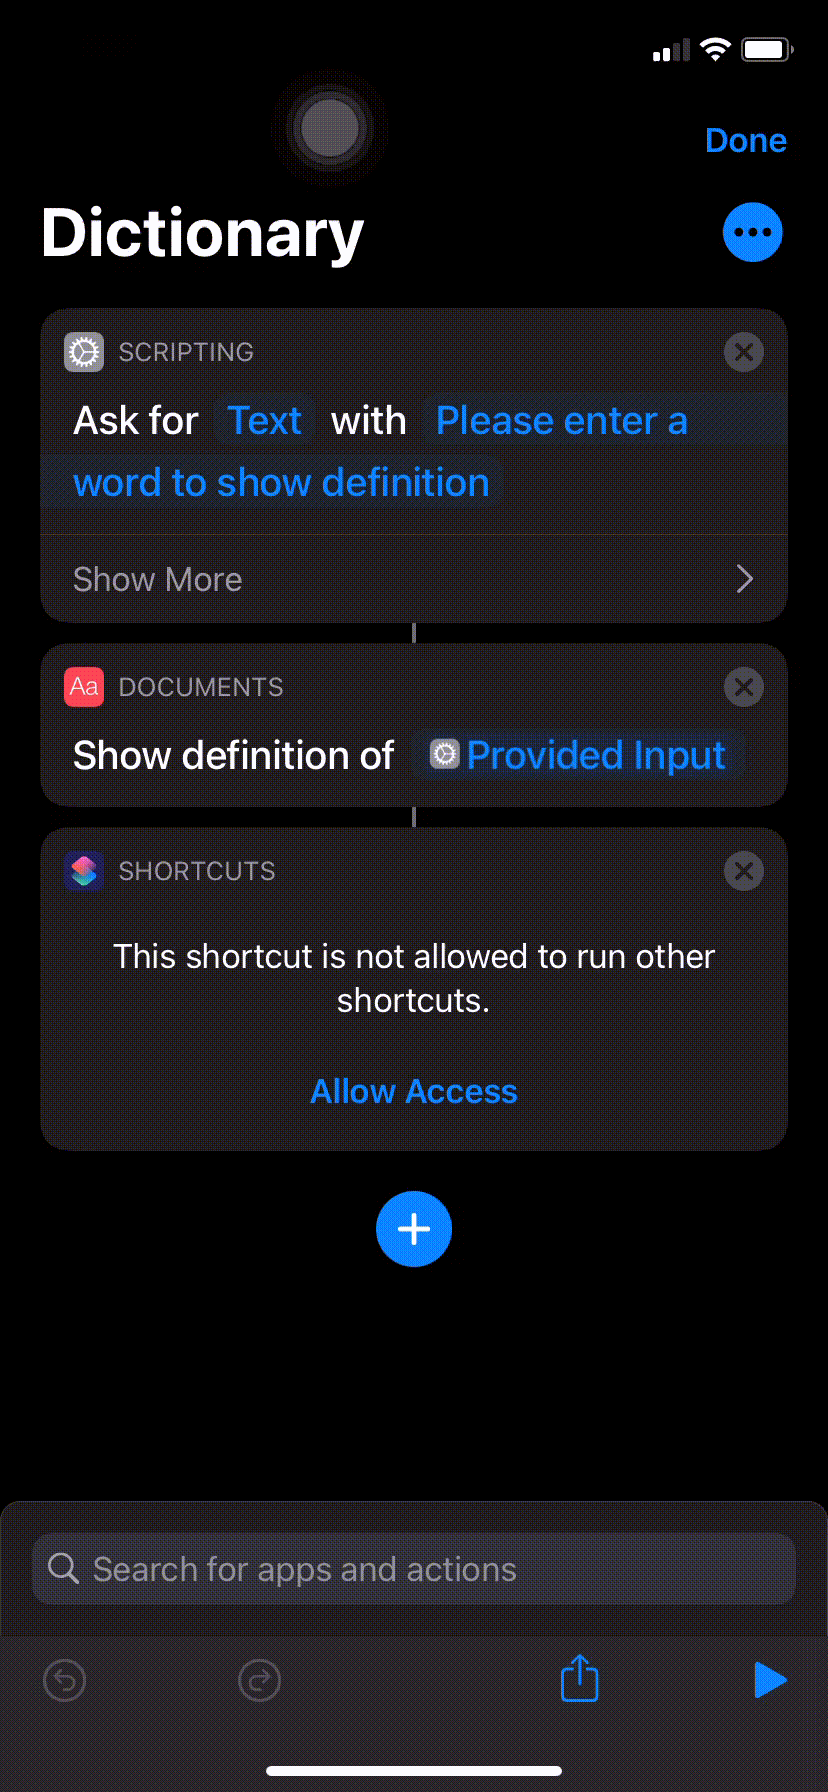 Done
Dictionary
SCRIPTING
Ask for Text with Please enter a
word to show definition
Show More
Aa DOCUMENTS
Show definition of Provided Input
SHORTCUTS
This shortcut is not allowed to run other
shortcuts.
Allow Access
Search for apps and actions